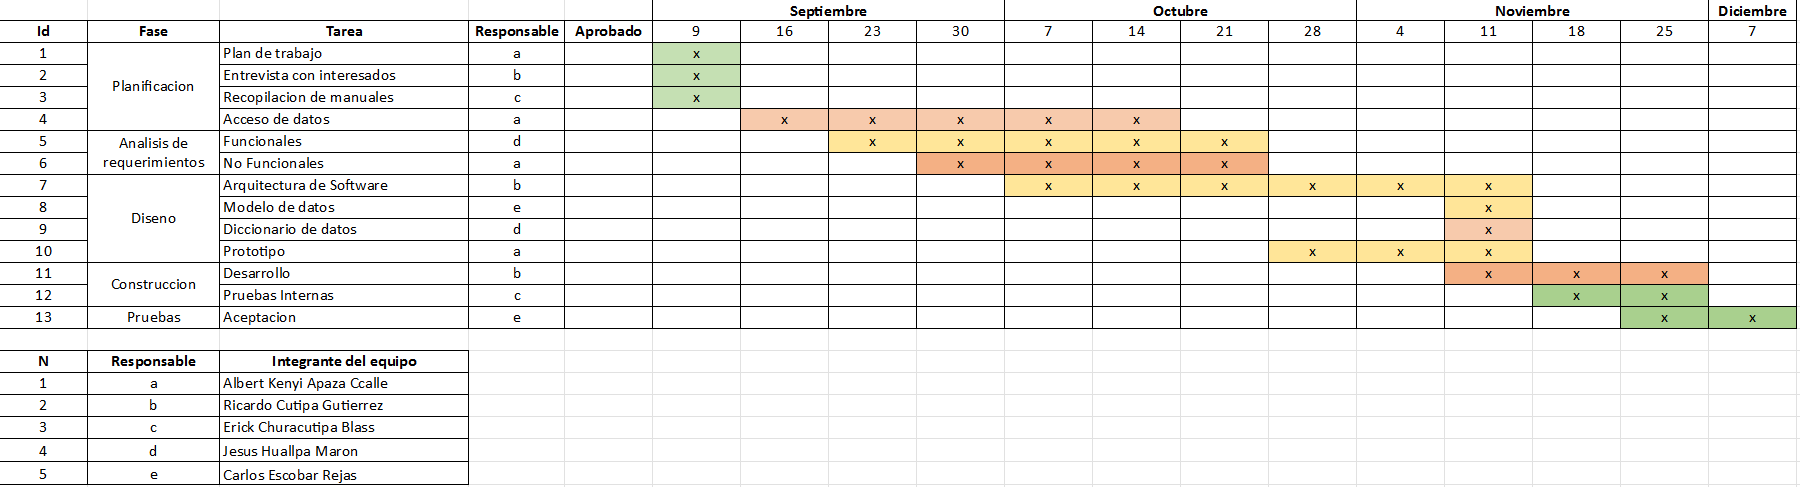 Septiembre Octubre Noviembre Diciembre
Id Fase Tarea Responsable Aprobado 9 16 23 30 7 14 21 28 4 11 18 25 7
1 Planificacion Plan de trabajo a x
2 Entrevista con interesados b x
3 Recopilacion de manuales c x
4 Acceso de datos a x x x x x
5 Analisis de requerimientos Funcionales d x x x x x
6 No Funcionales a x x x x
7 Diseno Arquitectura de Software b x x x x x x
8 Modelo de datos e x
9 Diccionario de datos d x
10 Prototipo a x x x
11 Construccion Desarrollo b x x x
12 Pruebas Internas c x x
13 Pruebas Aceptacion e x x
N Responsable Integrante del equipo
1 a Albert Kenyi Apaza Ccalle
2 b Ricardo Cutipa Gutierrez
3 c Erick Churacutipa Blass
4 d Jesus Huallpa Maron
5 e Carlos Escobar Rejas